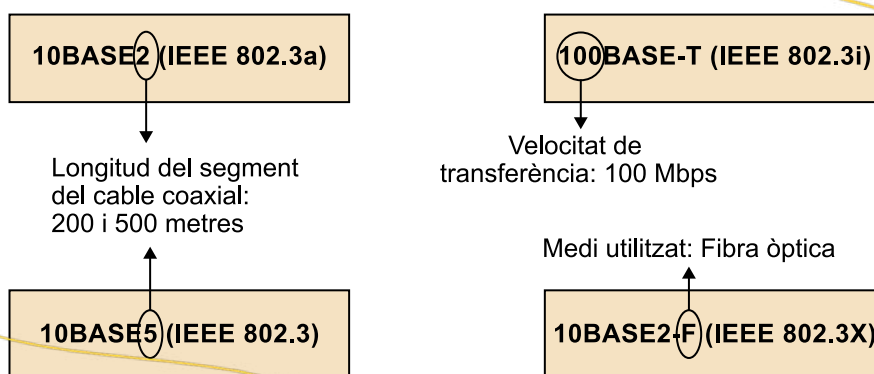 10BASE2 (IEEE 802.3a)
Longitud del segment
del cable coaxial:
200 i 500 metres
10BASE5 (IEEE 802.3)
100BASE-T (IEEE 802.3i)
Velocitat de
transferència: 100 Mbps
Medi utilitzat: Fibra òptica
10BASE2-F (IEEE 802.3X)